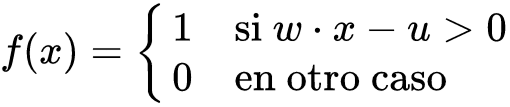 f(x) = { 1 si w · x − u > 0
0 en otro caso